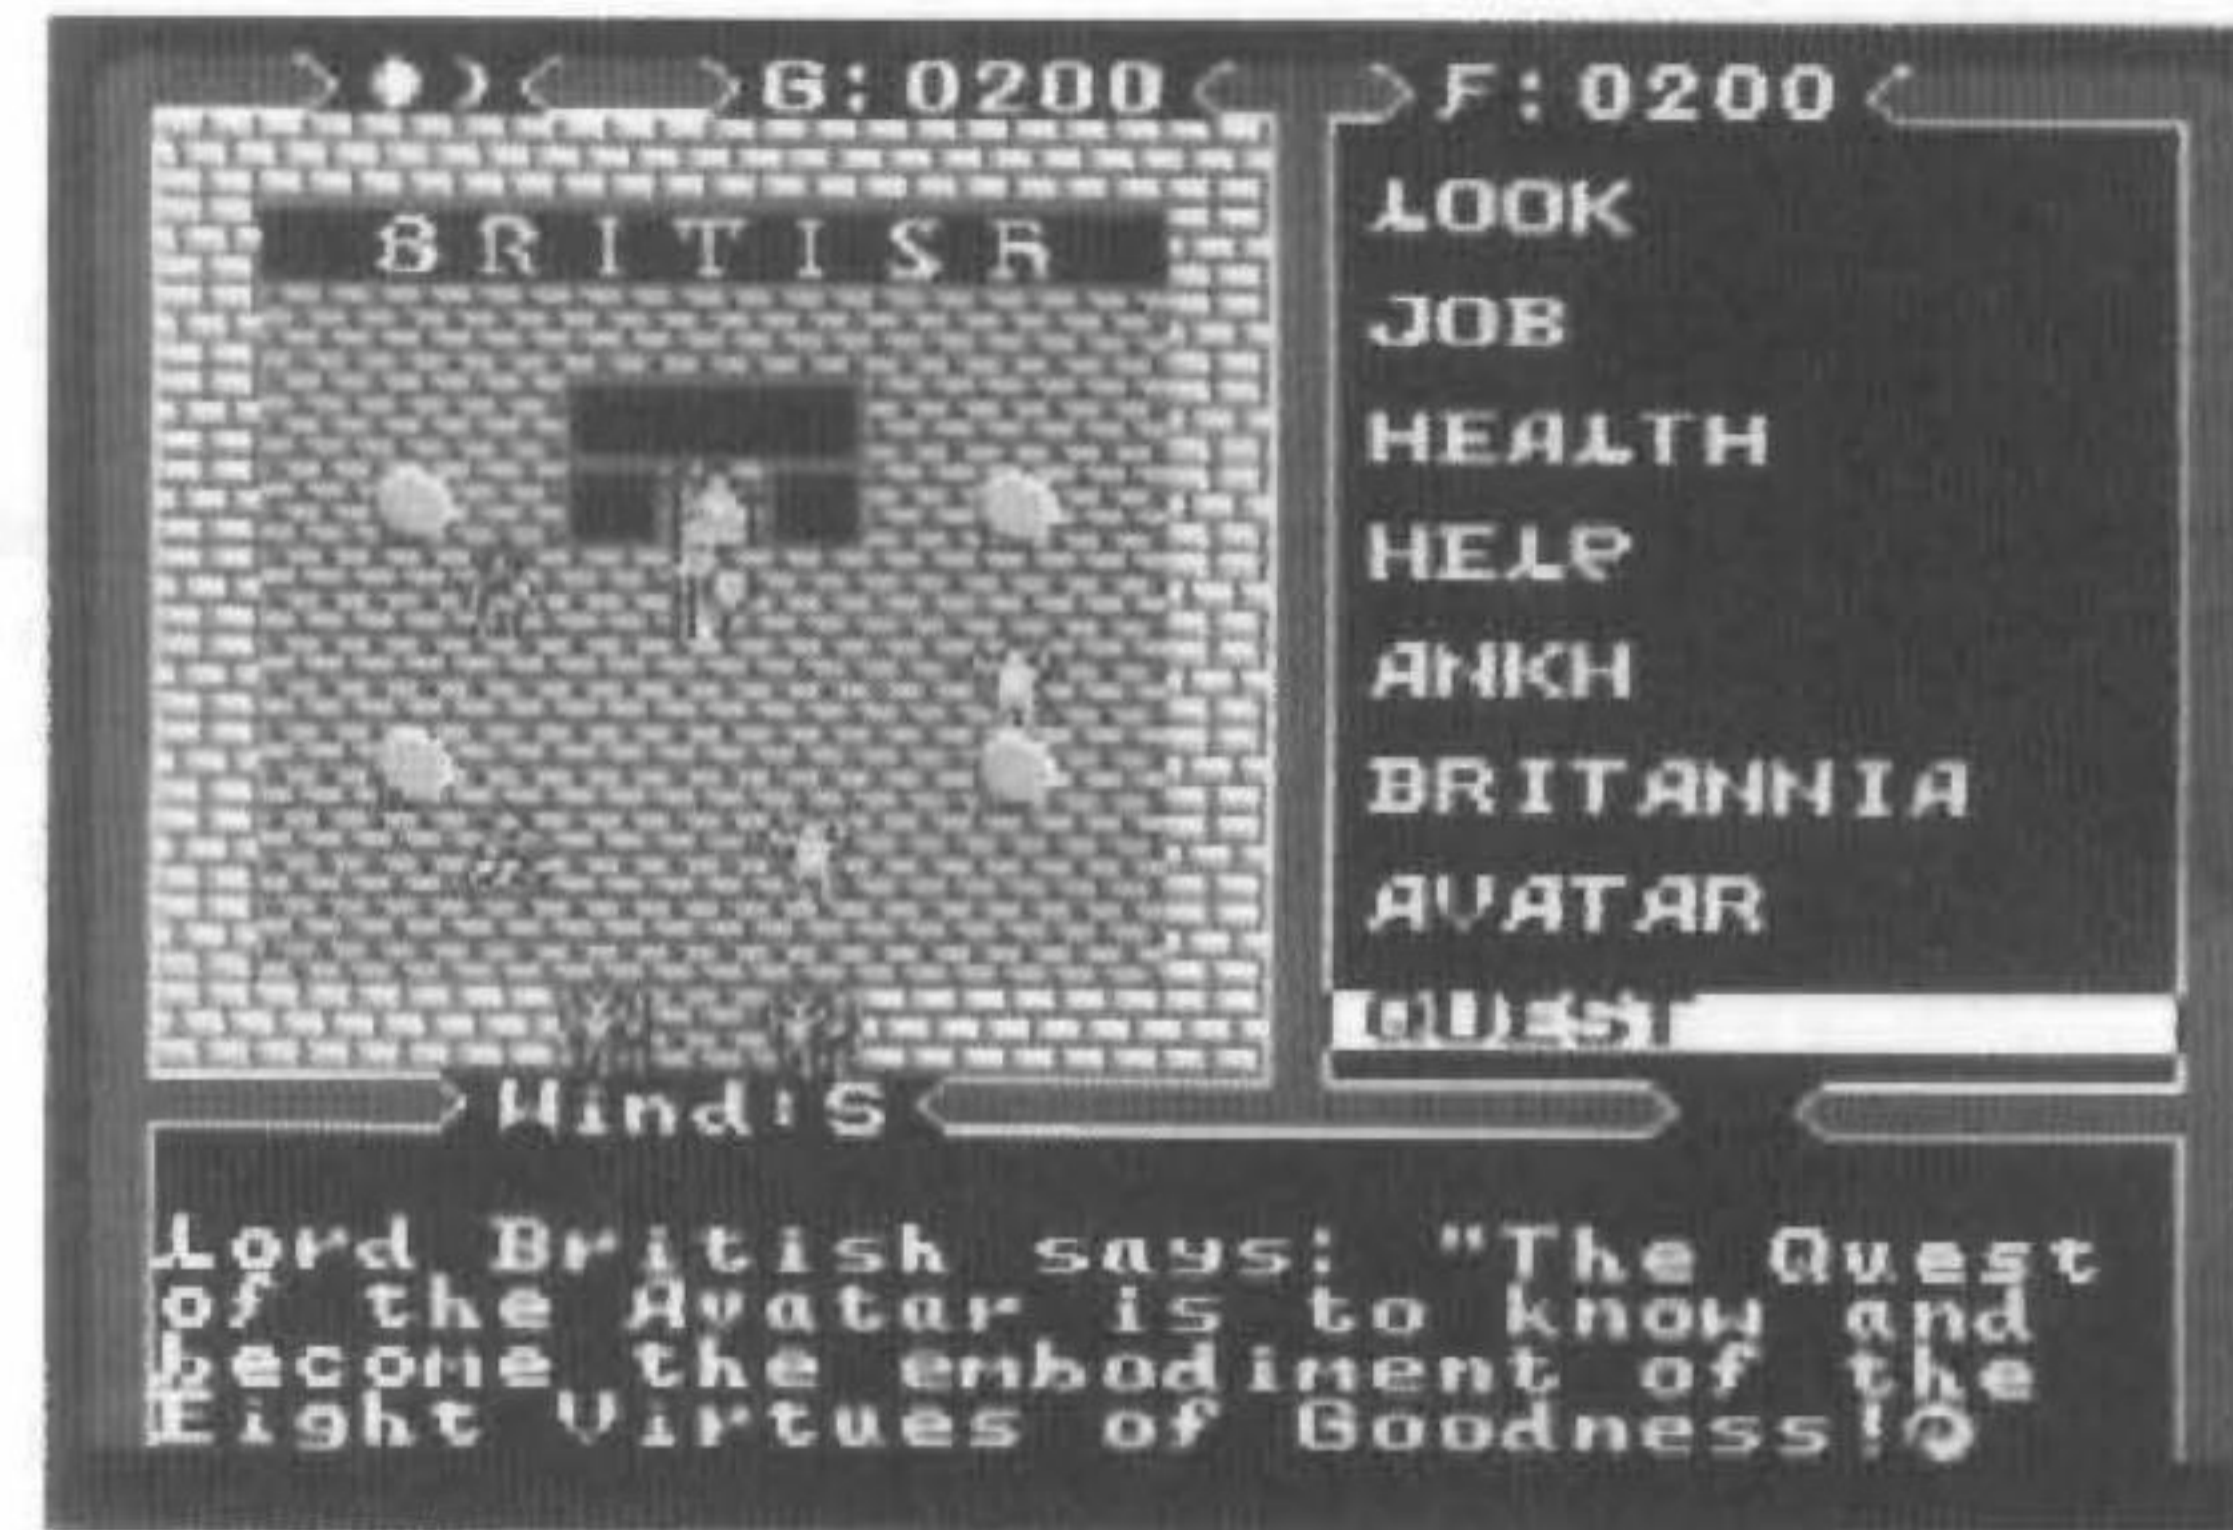 G:0200
F:0200
BRITISH
LOOK
JOB
HEALTH
HELP
ANKH
BRITANNIA
AVATAR
QUEST
Wind:S
Lord British says: "The Quest
of the Avatar is to know and
become the embodiment of the
Eight Virtues of Goodness!